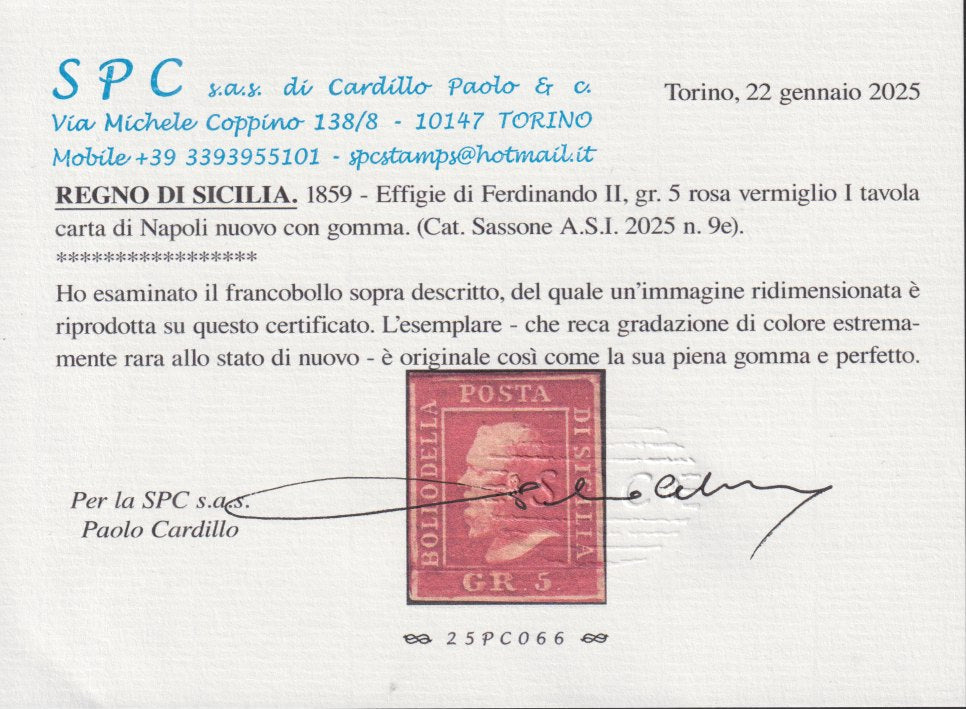 SPC s.a.s. di Cardillo Paolo & c.
Via Michele Coppino 138/8 - 10147 TORINO
Mobile +39 3393955101 - spcstamps@hotmail.it
Torino, 22 gennaio 2025
REGNO DI SICILIA. 1859 - Effigie di Ferdinando II, gr. 5 rosa vermiglio I tavola
carta di Napoli nuovo con gomma. (Cat. Sassone A.S.I. 2025 n. 9e).
*****************
Ho esaminato il francobollo sopra descritto, del quale un'immagine ridimensionata è
riprodotta su questo certificato. L'esemplare - che reca gradazione di colore estrema-
mente rara allo stato di nuovo - è originale così come la sua piena gomma e perfetto.
BOLLO DELLA
POSTA
DI SICILIA
GR. 5.
Per la SPC s.a.s.
Paolo Cardillo
25PC066